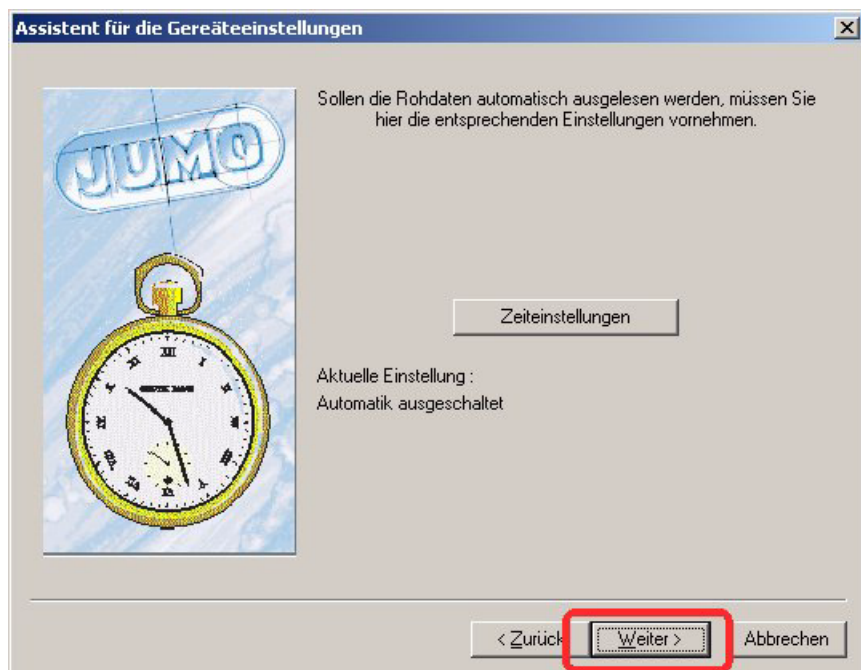 Assistent für die Gereäteeinstellungen
JUMO
Sollen die Rohdaten automatisch ausgelesen werden, müssen Sie
hier die entsprechenden Einstellungen vornehmen.
Zeiteinstellungen
Aktuelle Einstellung :
Automatik ausgeschaltet
XII
< Zurück
Weiter >
Abbrechen